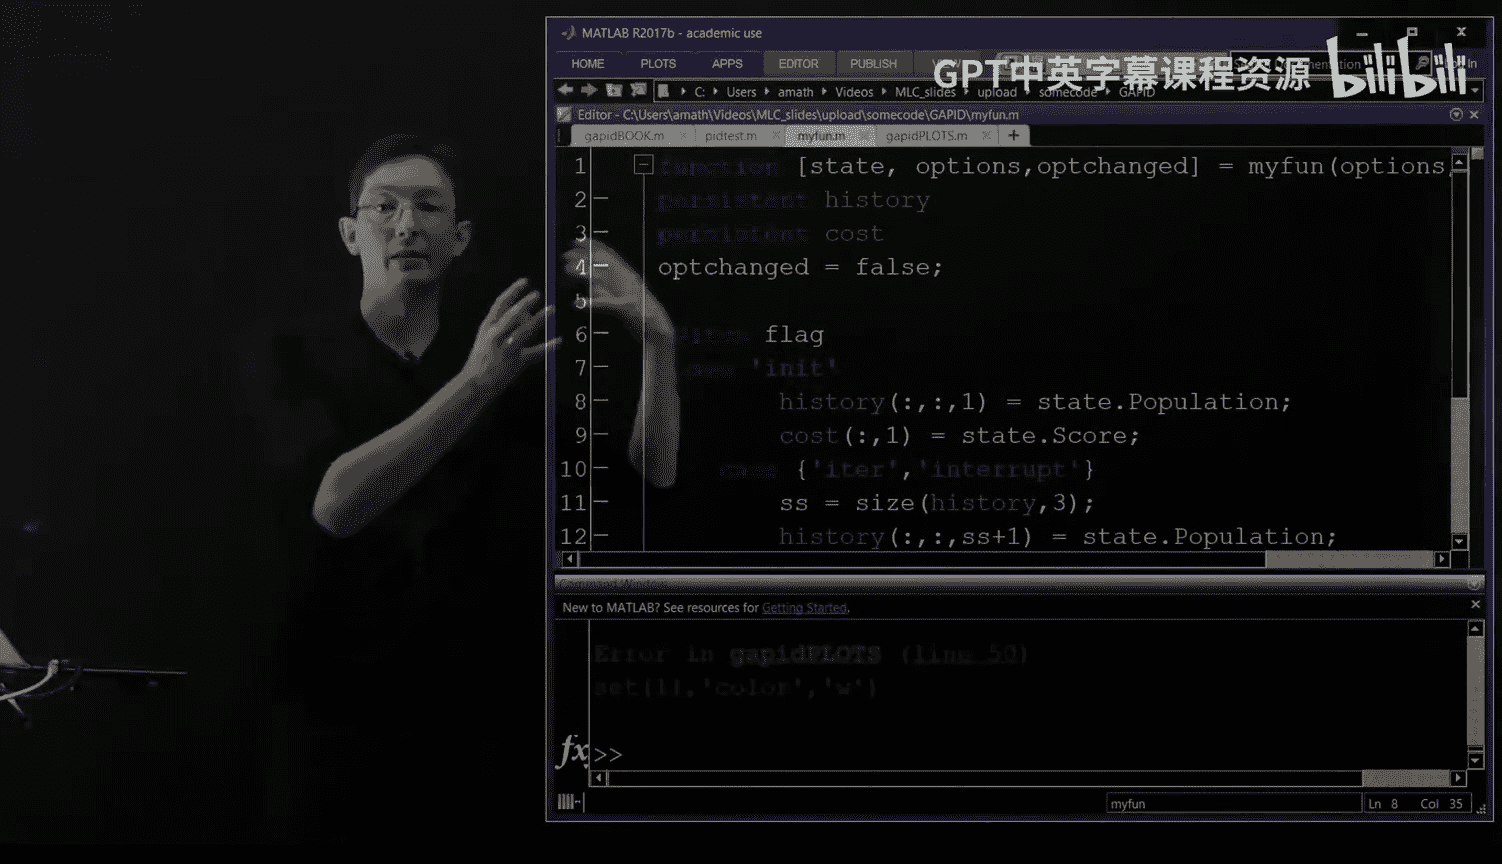 MATLAB R2017b - academic use
HOME PLOTS APPS EDITOR PUBLISH
GPT中英字幕课程资源 bilibili
C: Users amath Videos MLC_slides upload somecode GAPID
Editor - C:\Users\amath\Videos\MLC_slides\upload\somecode\GAPID\myfun.m
gapidBOOK.m pidtest.m myfun.m gapidPLOTS.m +
1 function [state, options,optchanged] = myfun(options,
2 persistent history
3 persistent cost
4 optchanged = false;
5
6 flag
7 'init'
8 history(:,:,1) = state.Population;
9 cost(:,1) = state.Score;
10 case {'iter','interrupt'}
11 ss = size(history,3);
12 history(:,:,ss+1) = state.Population;
Command Window
New to MATLAB? See resources for Getting Started.
Error in gapidPLOTS (line 50)
set(l1,'color','w')
fx >>
myfun Ln 8 Col 35